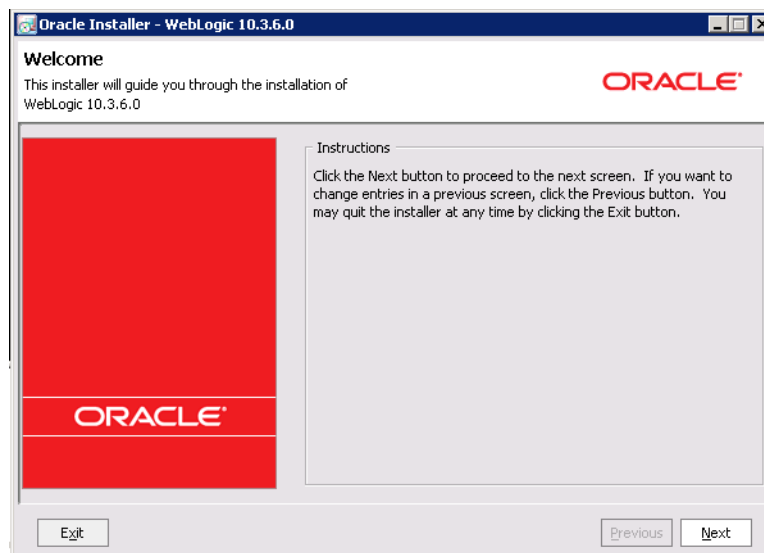 Oracle Installer - WebLogic 10.3.6.0
Welcome
This installer will guide you through the installation of
WebLogic 10.3.6.0
ORACLE
Instructions
Click the Next button to proceed to the next screen. If you want to
change entries in a previous screen, click the Previous button. You
may quit the installer at any time by clicking the Exit button.
ORACLE
Exit
Previous
Next